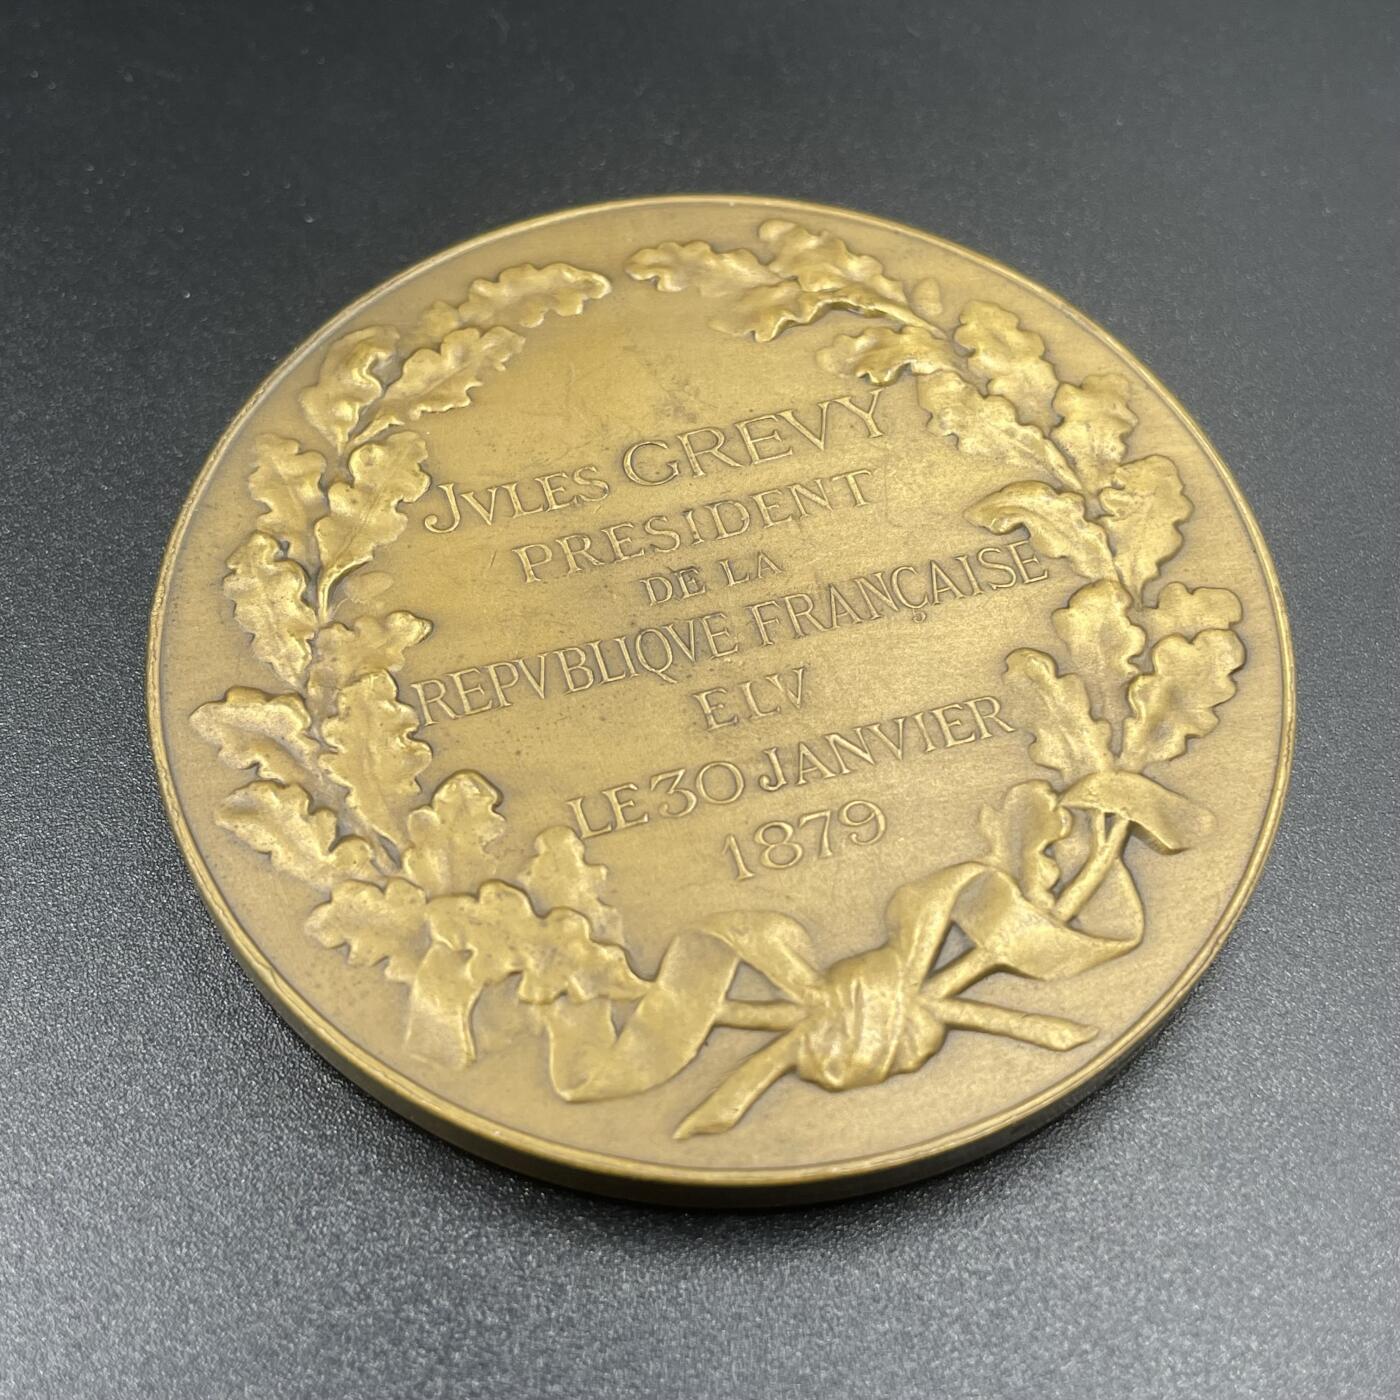 JVLES GREVY
PRESIDENT
DE LA
REPVBLIQVE FRANÇAISE
ELV
LE 30 JANVIER
1879